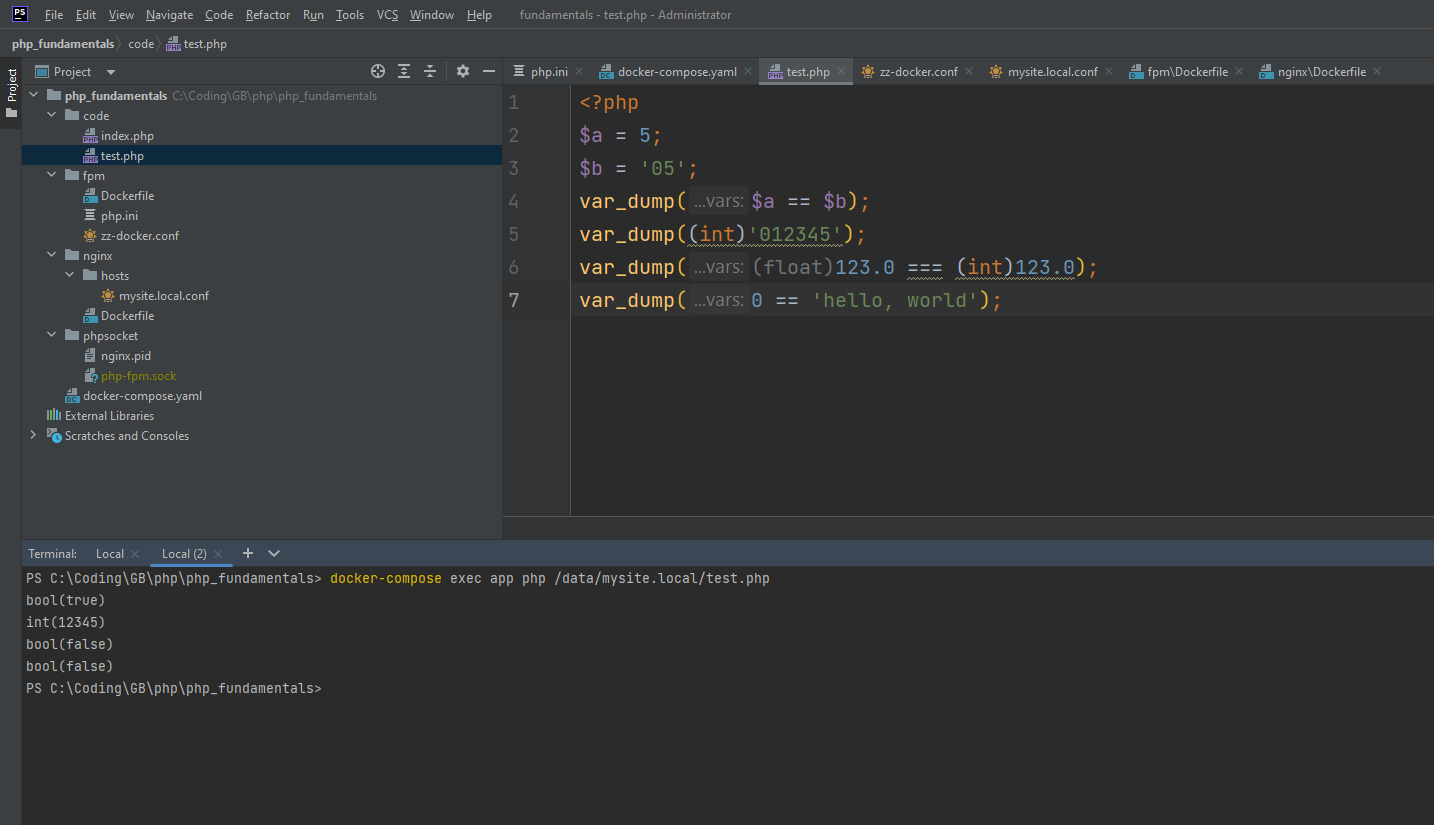 PS File Edit View Navigate Code Refactor Run Tools VCS Window Help fundamentals - test.php - Administrator
php_fundamentals code test.php
Project
Project
php.ini docker-compose.yaml test.php zz-docker.conf mysite.local.conf fpm\Dockerfile nginx\Dockerfile
php_fundamentals C:\Coding\GB\php\php_fundamentals
code
index.php
test.php
fpm
Dockerfile
php.ini
zz-docker.conf
nginx
hosts
mysite.local.conf
Dockerfile
phpsocket
nginx.pid
php-fpm.sock
docker-compose.yaml
External Libraries
Scratches and Consoles
1 <?php
2 $a = 5;
3 $b = '05';
4 var_dump( ...vars: $a == $b);
5 var_dump((int)'012345');
6 var_dump( ...vars: (float)123.0 === (int)123.0);
7 var_dump( ...vars: 0 == 'hello, world');
Terminal: Local Local (2)
PS C:\Coding\GB\php\php_fundamentals> docker-compose exec app php /data/mysite.local/test.php
bool(true)
int(12345)
bool(false)
bool(false)
PS C:\Coding\GB\php\php_fundamentals>